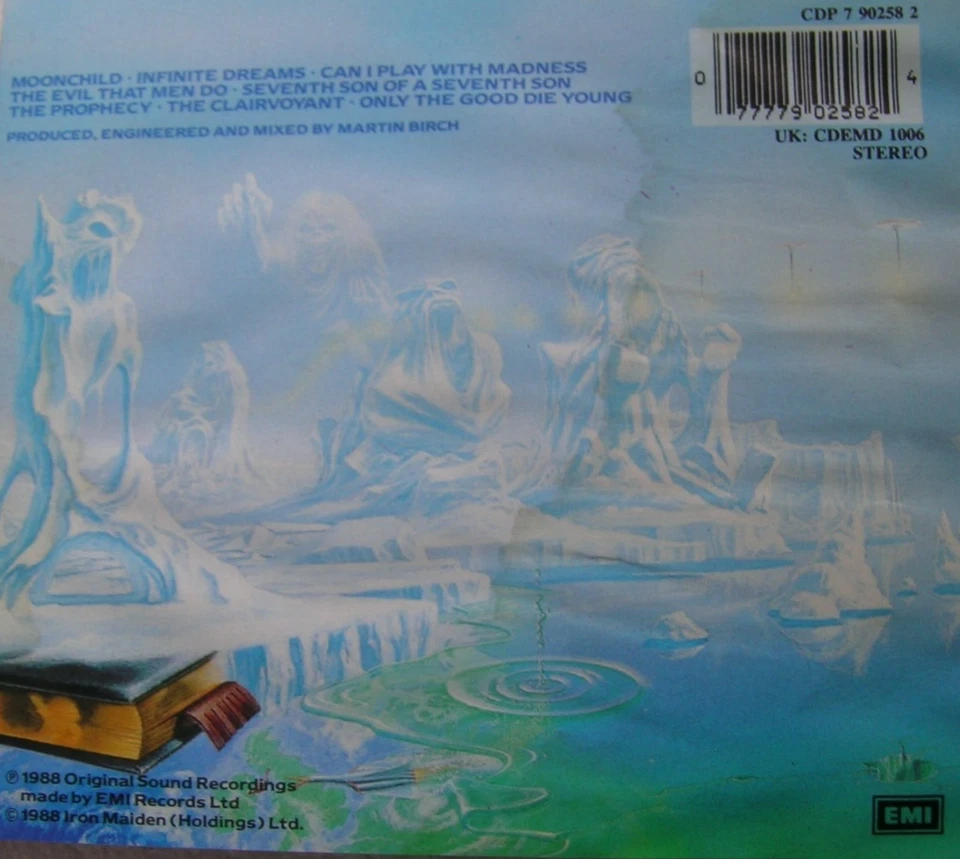 CDP 7 90258 2
MOONCHILD · INFINITE DREAMS · CAN I PLAY WITH MADNESS
THE EVIL THAT MEN DO · SEVENTH SON OF A SEVENTH SON
THE PROPHECY · THE CLAIRVOYANT · ONLY THE GOOD DIE YOUNG
PRODUCED, ENGINEERED AND MIXED BY MARTIN BIRCH
0 77779 02582 4
UK: CDEMD 1006
STEREO
℗ 1988 Original Sound Recordings
made by EMI Records Ltd
© 1988 Iron Maiden (Holdings) Ltd.
EMI